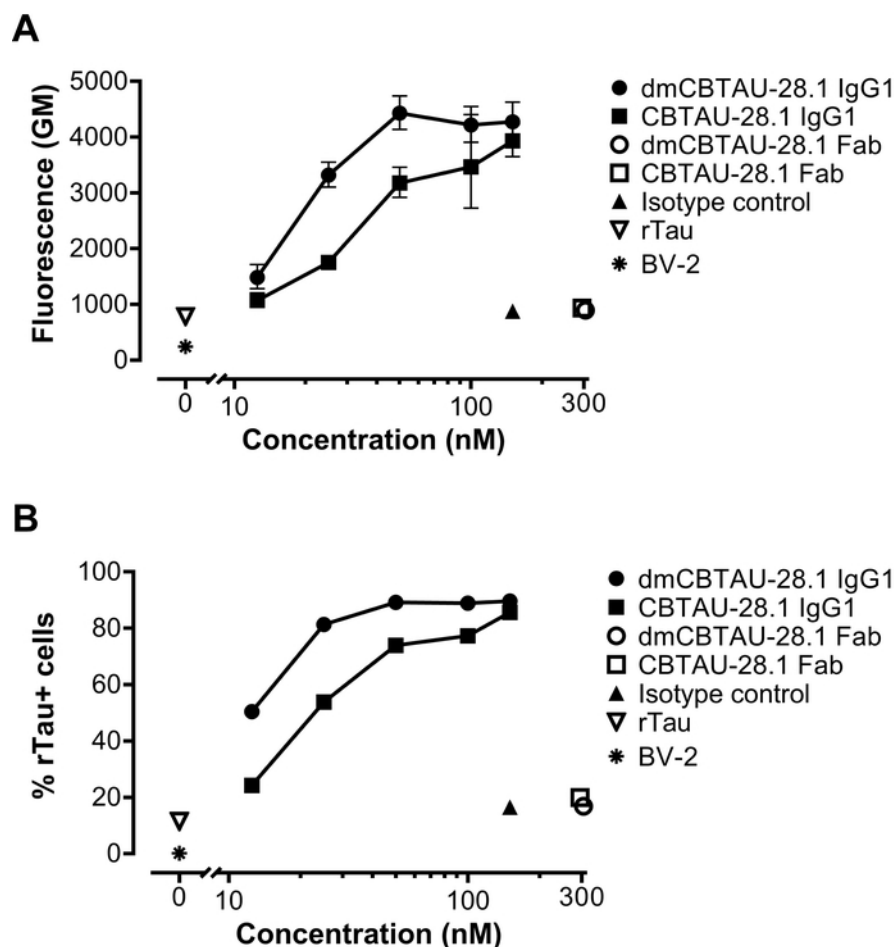 A
Fluorescence (GM)
5000
4000
3000
2000
1000
0
0
10
100
300
Concentration (nM)
dmCBTAU-28.1 IgG1
CBTAU-28.1 IgG1
dmCBTAU-28.1 Fab
CBTAU-28.1 Fab
Isotype control
rTau
BV-2
B
% rTau+ cells
100
80
60
40
20
0
0
10
100
300
Concentration (nM)
dmCBTAU-28.1 IgG1
CBTAU-28.1 IgG1
dmCBTAU-28.1 Fab
CBTAU-28.1 Fab
Isotype control
rTau
BV-2